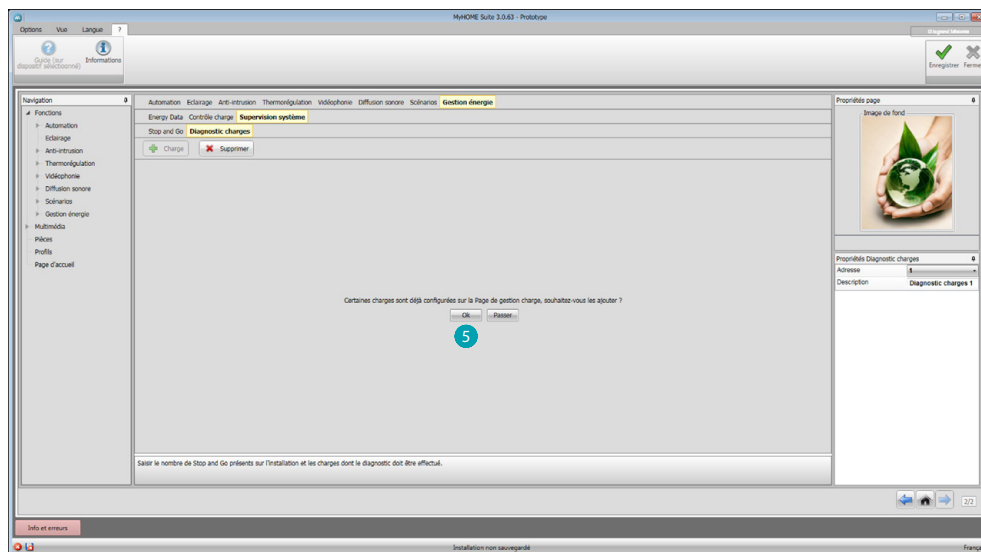 MyHOME Suite 3.0.63 - Prototype
Options Vue Langue ?
Guide (sur dispositif sélectionné)
Informations
Enregistrer Ferme
Navigation
Fonctions
Automation
Eclairage
Anti-intrusion
Thermorégulation
Vidéophonie
Diffusion sonore
Scénarios
Gestion énergie
Multimédia
Pièces
Profils
Page d'accueil
Automation Eclairage Anti-intrusion Thermorégulation Vidéophonie Diffusion sonore Scénarios Gestion énergie
Energy Data Contrôle charge Supervision système
Stop and Go Diagnostic charges
Charge Supprimer
Certaines charges sont déjà configurées sur la Page de gestion charge, souhaitez-vous les ajouter ?
Ok Passer
5
Saisir le nombre de Stop and Go présents sur l'installation et les charges dont le diagnostic doit être effectué.
Propriétés page
Image de fond
Propriétés Diagnostic charges
Adresse 1
Description Diagnostic charges 1
2/2
Info et erreurs
Installation non sauvegardé
França